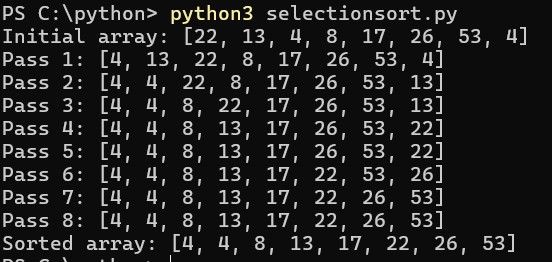 PS C:\python> python3 selectionsort.py
Initial array: [22, 13, 4, 8, 17, 26, 53, 4]
Pass 1: [4, 13, 22, 8, 17, 26, 53, 4]
Pass 2: [4, 4, 22, 8, 17, 26, 53, 13]
Pass 3: [4, 4, 8, 22, 17, 26, 53, 13]
Pass 4: [4, 4, 8, 13, 17, 26, 53, 22]
Pass 5: [4, 4, 8, 13, 17, 26, 53, 22]
Pass 6: [4, 4, 8, 13, 17, 22, 53, 26]
Pass 7: [4, 4, 8, 13, 17, 22, 26, 53]
Pass 8: [4, 4, 8, 13, 17, 22, 26, 53]
Sorted array: [4, 4, 8, 13, 17, 22, 26, 53]